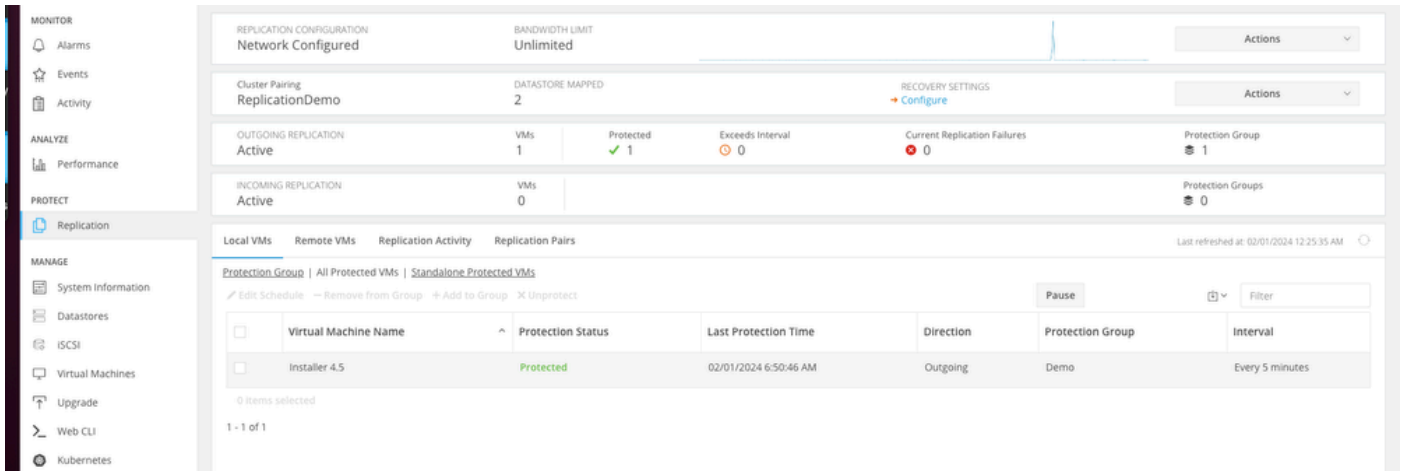 MONITOR
Alarms
Events
Activity
ANALYZE
Performance
PROTECT
Replication
MANAGE
System Information
Datastores
iSCSI
Virtual Machines
Upgrade
Web CLI
Kubernetes
REPLICATION CONFIGURATION
Network Configured
BANDWIDTH LIMIT
Unlimited
Actions
Cluster Pairing
ReplicationDemo
DATASTORE MAPPED
2
RECOVERY SETTINGS
Configure
Actions
OUTGOING REPLICATION
Active
VMs
1
Protected
1
Exceeds Interval
0
Current Replication Failures
0
Protection Group
1
INCOMING REPLICATION
Active
VMs
0
Protection Groups
0
Local VMs Remote VMs Replication Activity Replication Pairs
Last refreshed at: 02/01/2024 12:25:35 AM
Protection Group | All Protected VMs | Standalone Protected VMs
Edit Schedule Remove from Group Add to Group Unprotect Pause Filter
Virtual Machine Name Protection Status Last Protection Time Direction Protection Group Interval
Installer 4.5 Protected 02/01/2024 6:50:46 AM Outgoing Demo Every 5 minutes
0 items selected
1 - 1 of 1